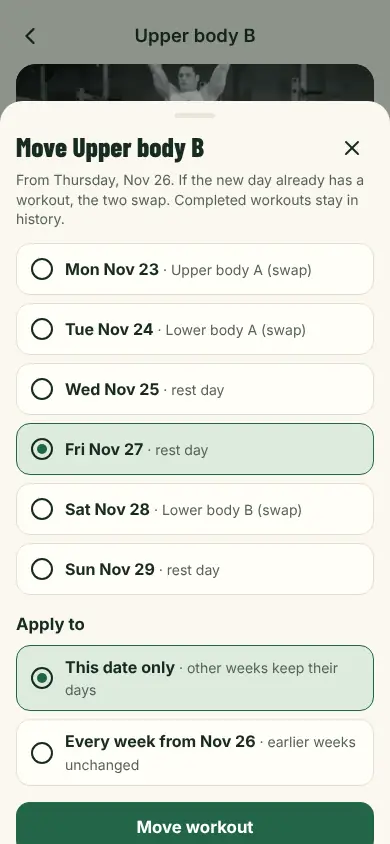 Upper body B
Move Upper body B
From Thursday, Nov 26. If the new day already has a
workout, the two swap. Completed workouts stay in
history.
Mon Nov 23 · Upper body A (swap)
Tue Nov 24 · Lower body A (swap)
Wed Nov 25 · rest day
Fri Nov 27 · rest day
Sat Nov 28 · Lower body B (swap)
Sun Nov 29 · rest day
Apply to
This date only · other weeks keep their
days
Every week from Nov 26 · earlier weeks
unchanged
Move workout